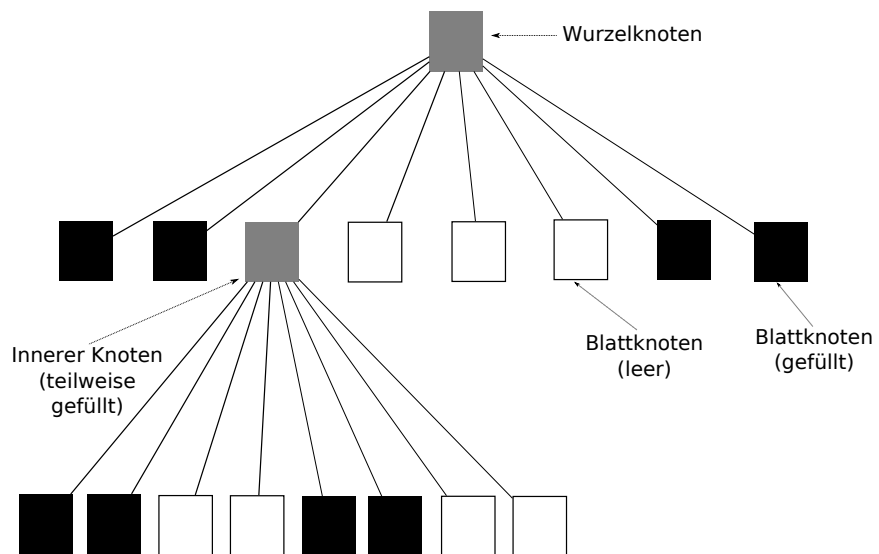 Wurzelknoten
Innerer Knoten
(teilweise
gefüllt)
Blattknoten
(leer)
Blattknoten
(gefüllt)